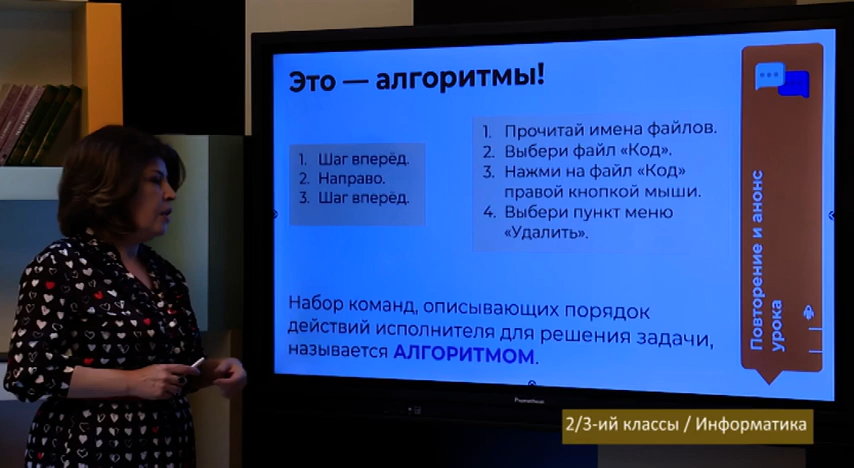 Это — алгоритмы!
1. Шаг вперёд.
2. Направо.
3. Шаг вперёд.
1. Прочитай имена файлов.
2. Выбери файл «Код».
3. Нажми на файл «Код»
правой кнопкой мыши.
4. Выбери пункт меню
«Удалить».
Набор команд, описывающих порядок
действий исполнителя для решения задачи,
называется АЛГОРИТМОМ.
Повторение и анонс
урока
Promethean
2/3-ий классы / Информатика